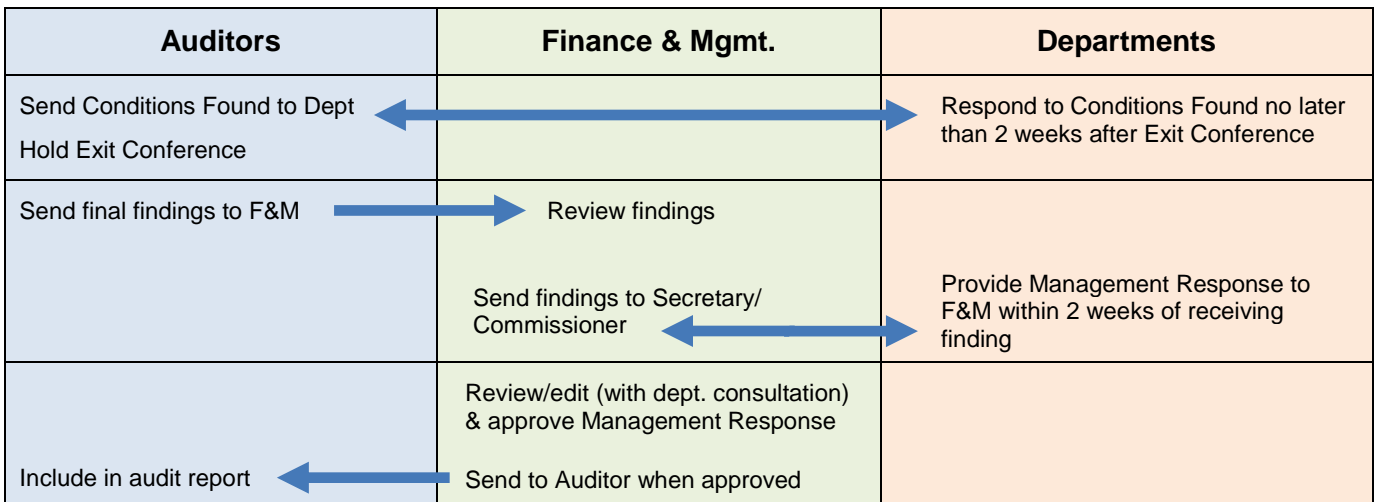 Auditors
Finance & Mgmt.
Departments
Send Conditions Found to Dept
Hold Exit Conference
Respond to Conditions Found no later
than 2 weeks after Exit Conference
Send final findings to F&M
Review findings
Send findings to Secretary/
Commissioner
Provide Management Response to
F&M within 2 weeks of receiving
finding
Review/edit (with dept. consultation)
& approve Management Response
Include in audit report
Send to Auditor when approved